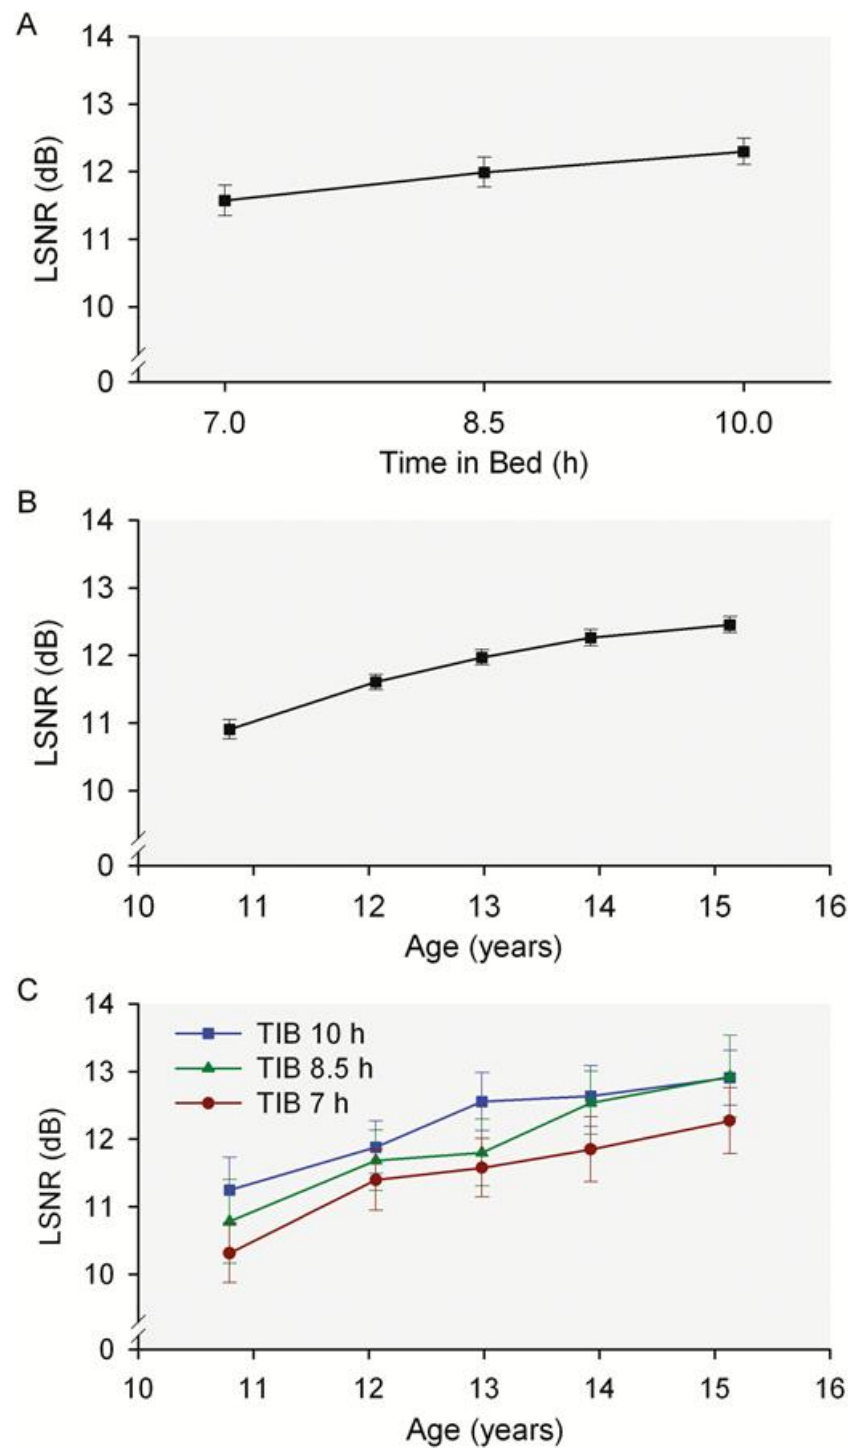 A
14
13
12
11
10
0
LSNR (dB)
7.0 8.5 10.0
Time in Bed (h)
B
14
13
12
11
10
0
LSNR (dB)
10 11 12 13 14 15 16
Age (years)
C
14
13
12
11
10
0
LSNR (dB)
TIB 10 h
TIB 8.5 h
TIB 7 h
10 11 12 13 14 15 16
Age (years)